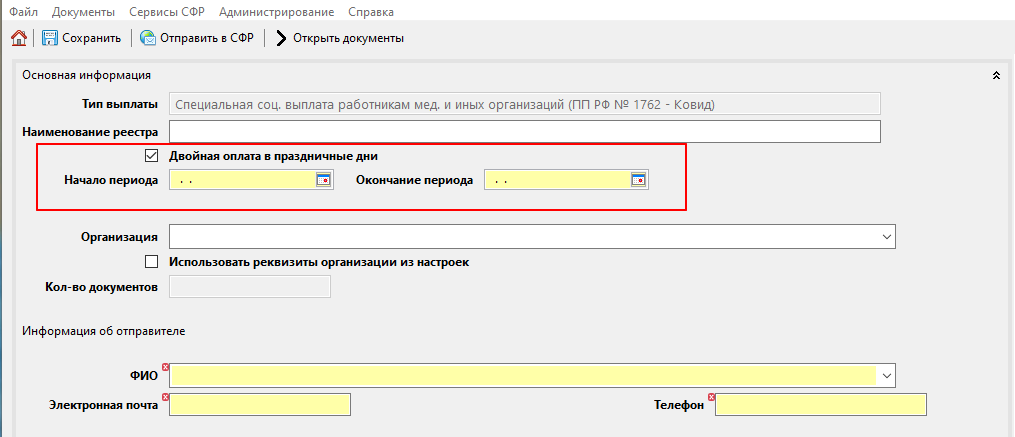 Файл Документы Сервисы СФР Администрирование Справка
Сохранить Отправить в СФР Открыть документы
Основная информация
Тип выплаты Специальная соц. выплата работникам мед. и иных организаций (ПП РФ № 1762 - Ковид)
Наименование реестра
Двойная оплата в праздничные дни
Начало периода . . Окончание периода . .
Организация
Использовать реквизиты организации из настроек
Кол-во документов
Информация об отправителе
ФИО
Электронная почта Телефон